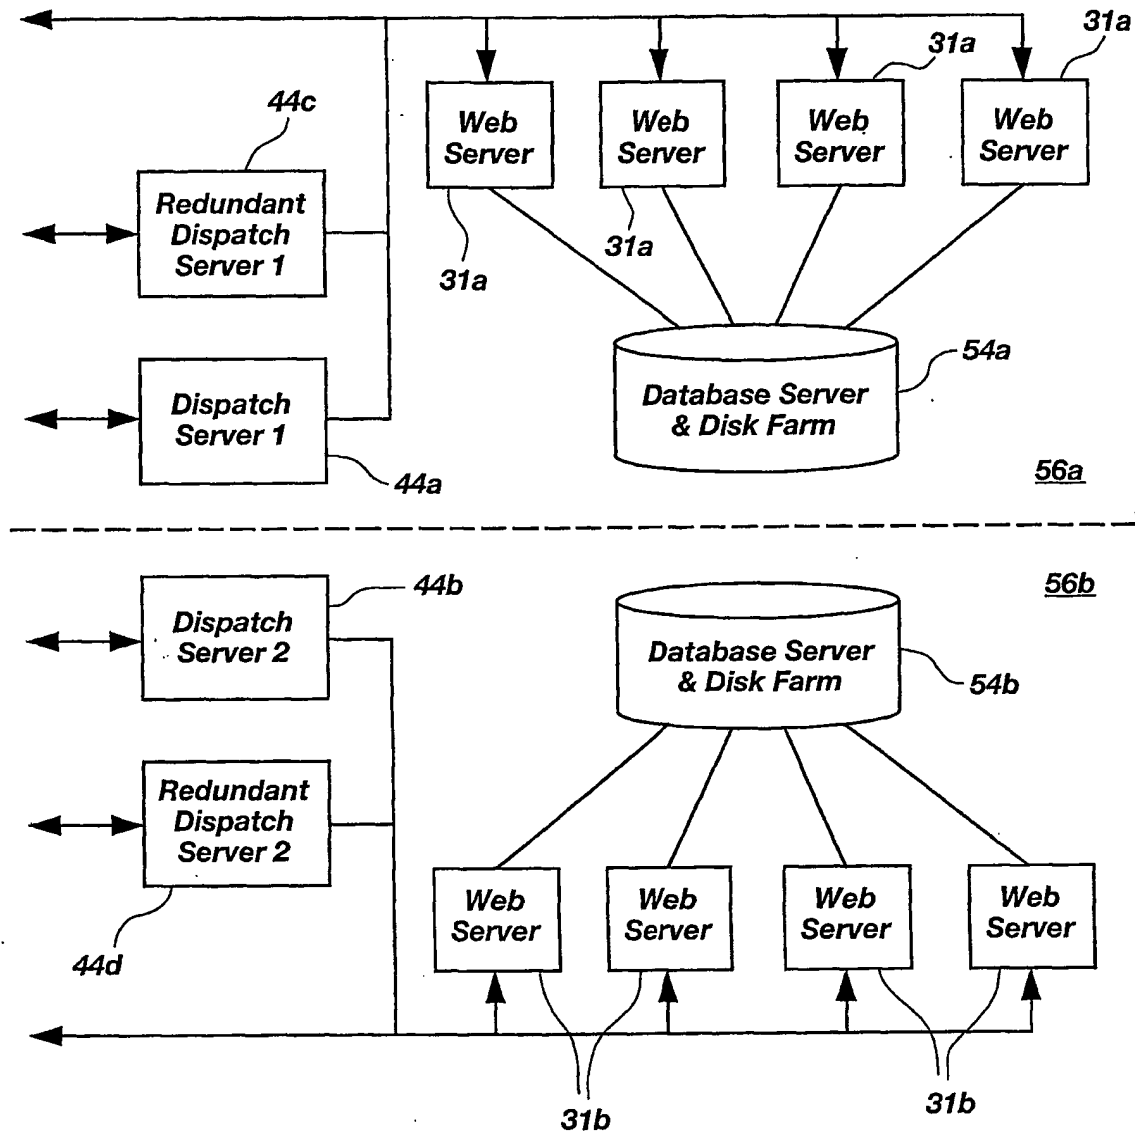 31a
31a
44c
Web
Server
Web
Server
Web
Server
Web
Server
Redundant
Dispatch
Server 1
31a
31a
54a
Database Server
& Disk Farm
Dispatch
Server 1
56a
44a
44b
56b
Dispatch
Server 2
Database Server
& Disk Farm
54b
Redundant
Dispatch
Server 2
Web
Server
Web
Server
Web
Server
Web
Server
44d
31b
31b